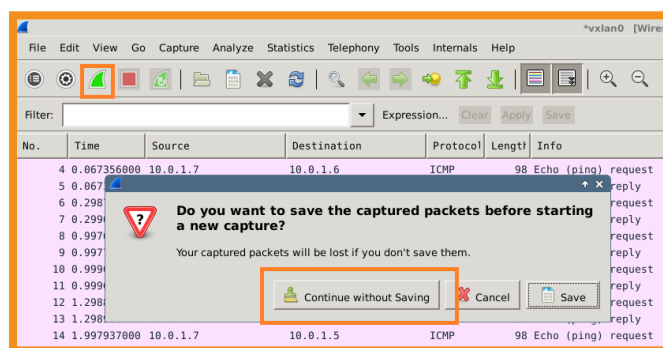 *vxlan0 [Wires
File Edit View Go Capture Analyze Statistics Telephony Tools Internals Help
Filter: Expression... Clear Apply Save
No. Time Source Destination Protocol Length Info
4 0.067356000 10.0.1.7 10.0.1.6 ICMP 98 Echo (ping) request
5 0.067 reply
6 0.298 request
7 0.299 reply
8 0.997 request
9 0.997 reply
10 0.999 request
11 0.999 reply
12 1.298 request
13 1.298 reply
14 1.997937000 10.0.1.7 10.0.1.5 ICMP 98 Echo (ping) request
Do you want to save the captured packets before starting
a new capture?
Your captured packets will be lost if you don't save them.
Continue without Saving Cancel Save